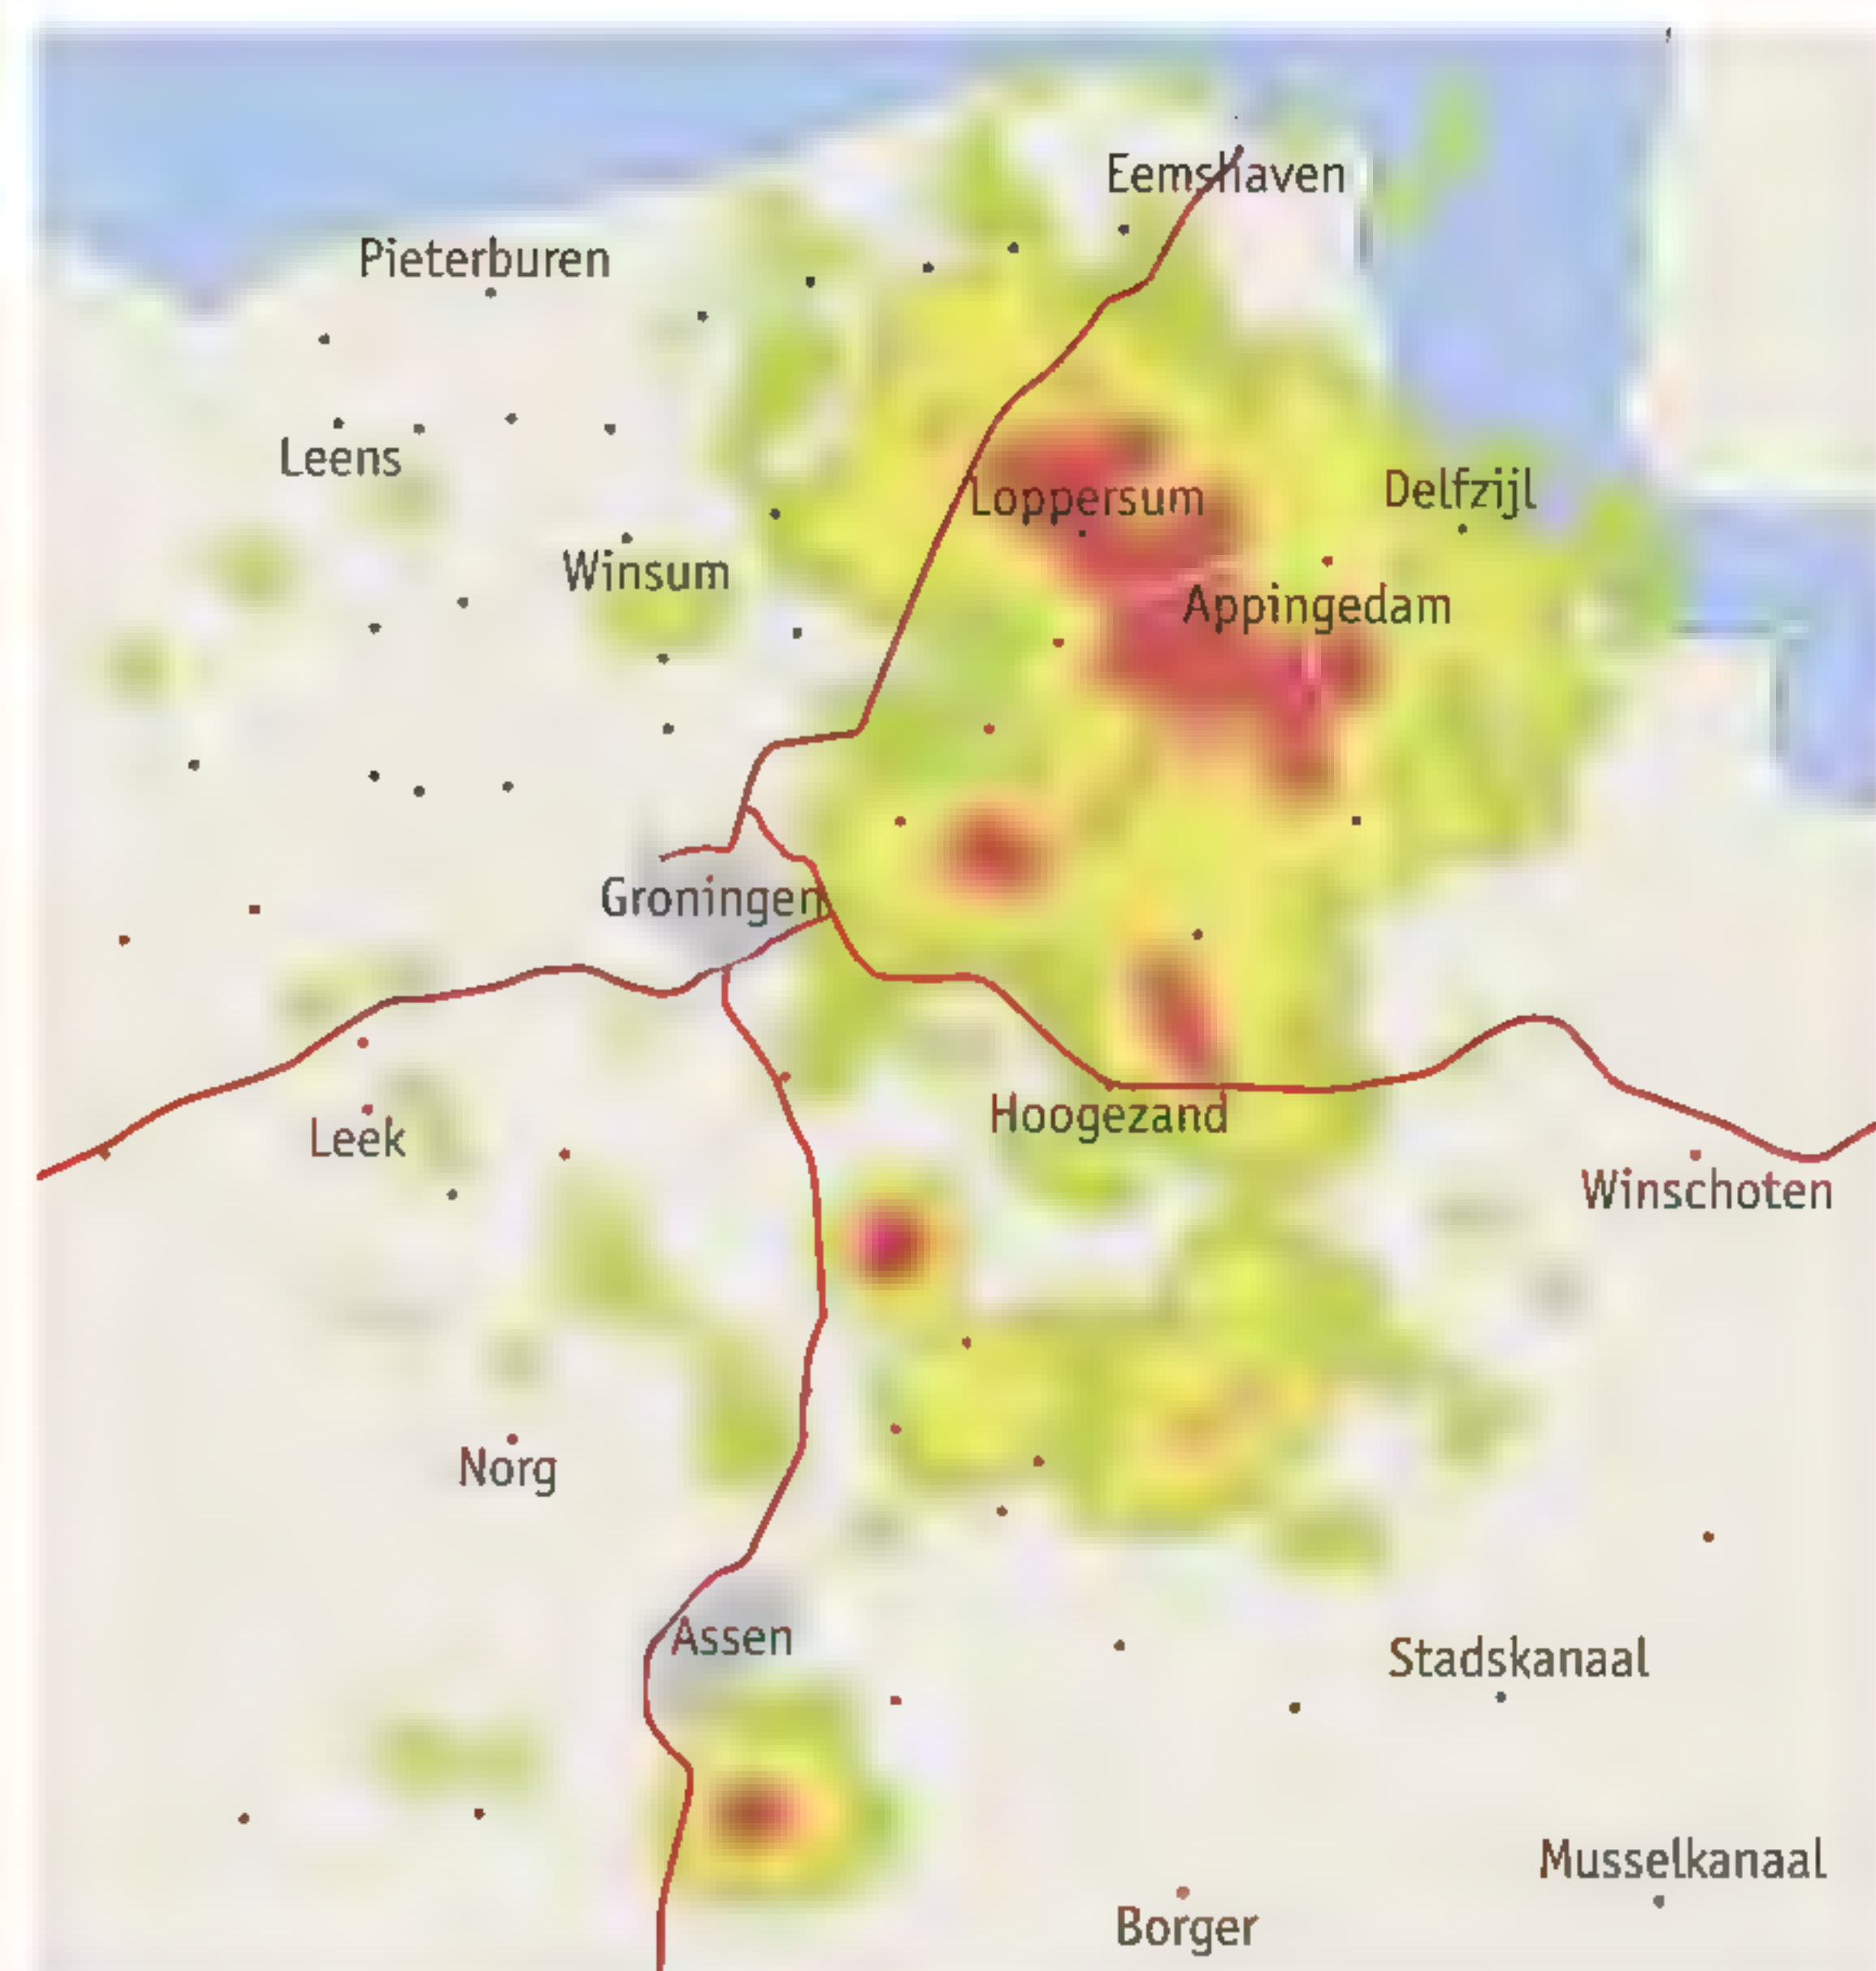 Eemshaven
Pieterburen
Leens
Loppersum
Delfzijl
Winsum
Appingedam
Groningen
Hoogezand
Leek
Winschoten
Norg
Assen
Stadskanaal
Musselkanaal
Borger